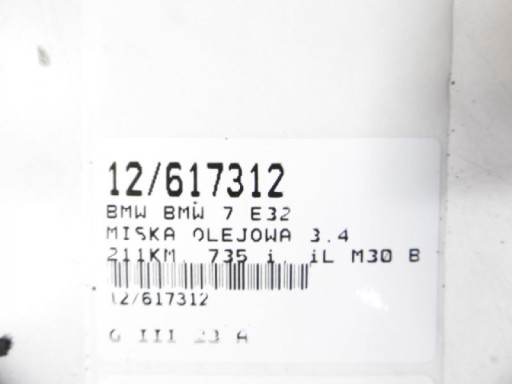 12/617312
BMW BMW 7 E32
MISKA OLEJOWA 3.4
211KM, 735 i, iL M30 B
12/617312
G III 23 A